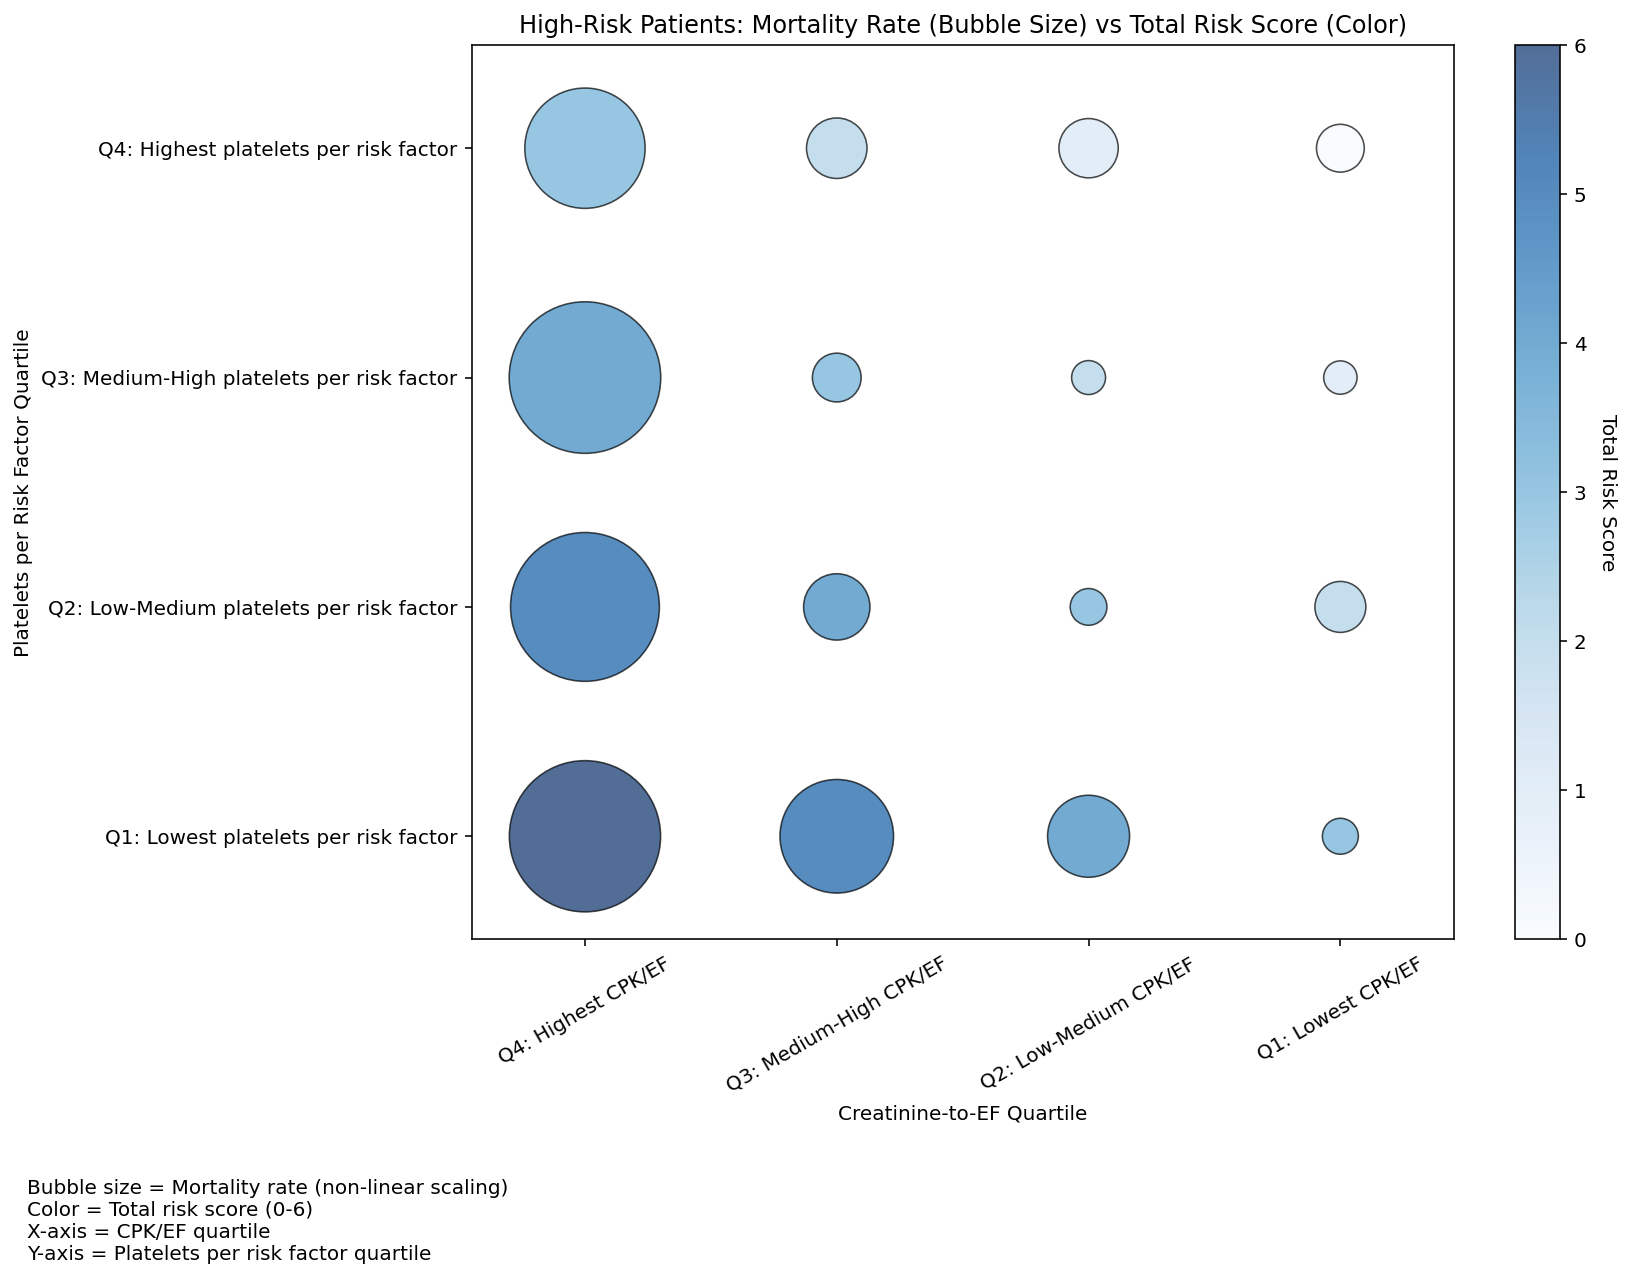 High-Risk Patients: Mortality Rate (Bubble Size) vs Total Risk Score (Color)
Platelets per Risk Factor Quartile
Q4: Highest platelets per risk factor
Q3: Medium-High platelets per risk factor
Q2: Low-Medium platelets per risk factor
Q1: Lowest platelets per risk factor
Q4: Highest CPK/EF
Q3: Medium-High CPK/EF
Q2: Low-Medium CPK/EF
Q1: Lowest CPK/EF
Creatinine-to-EF Quartile
6
5
4
3
2
1
0
Total Risk Score
Bubble size = Mortality rate (non-linear scaling)
Color = Total risk score (0-6)
X-axis = CPK/EF quartile
Y-axis = Platelets per risk factor quartile